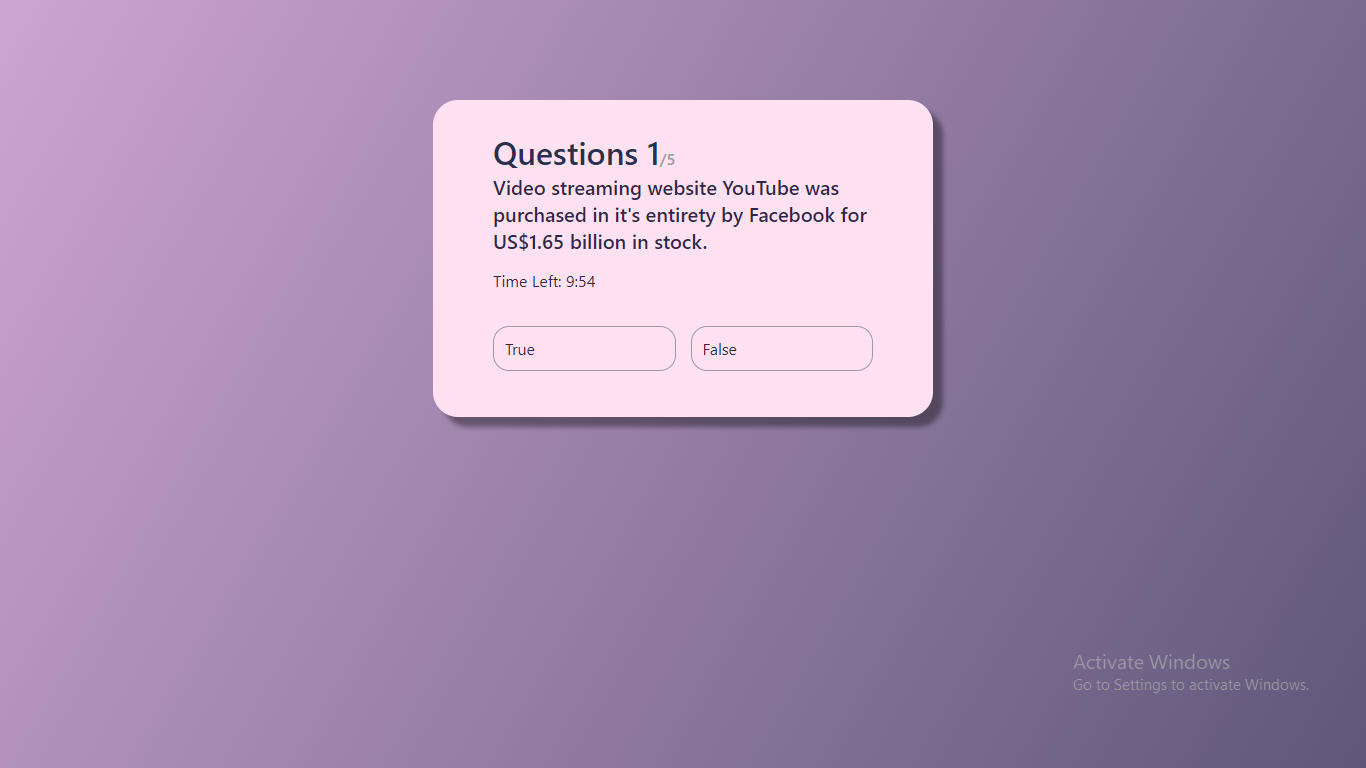 Questions 1/5
Video streaming website YouTube was
purchased in it's entirety by Facebook for
US$1.65 billion in stock.
Time Left: 9:54
True
False
Activate Windows
Go to Settings to activate Windows.